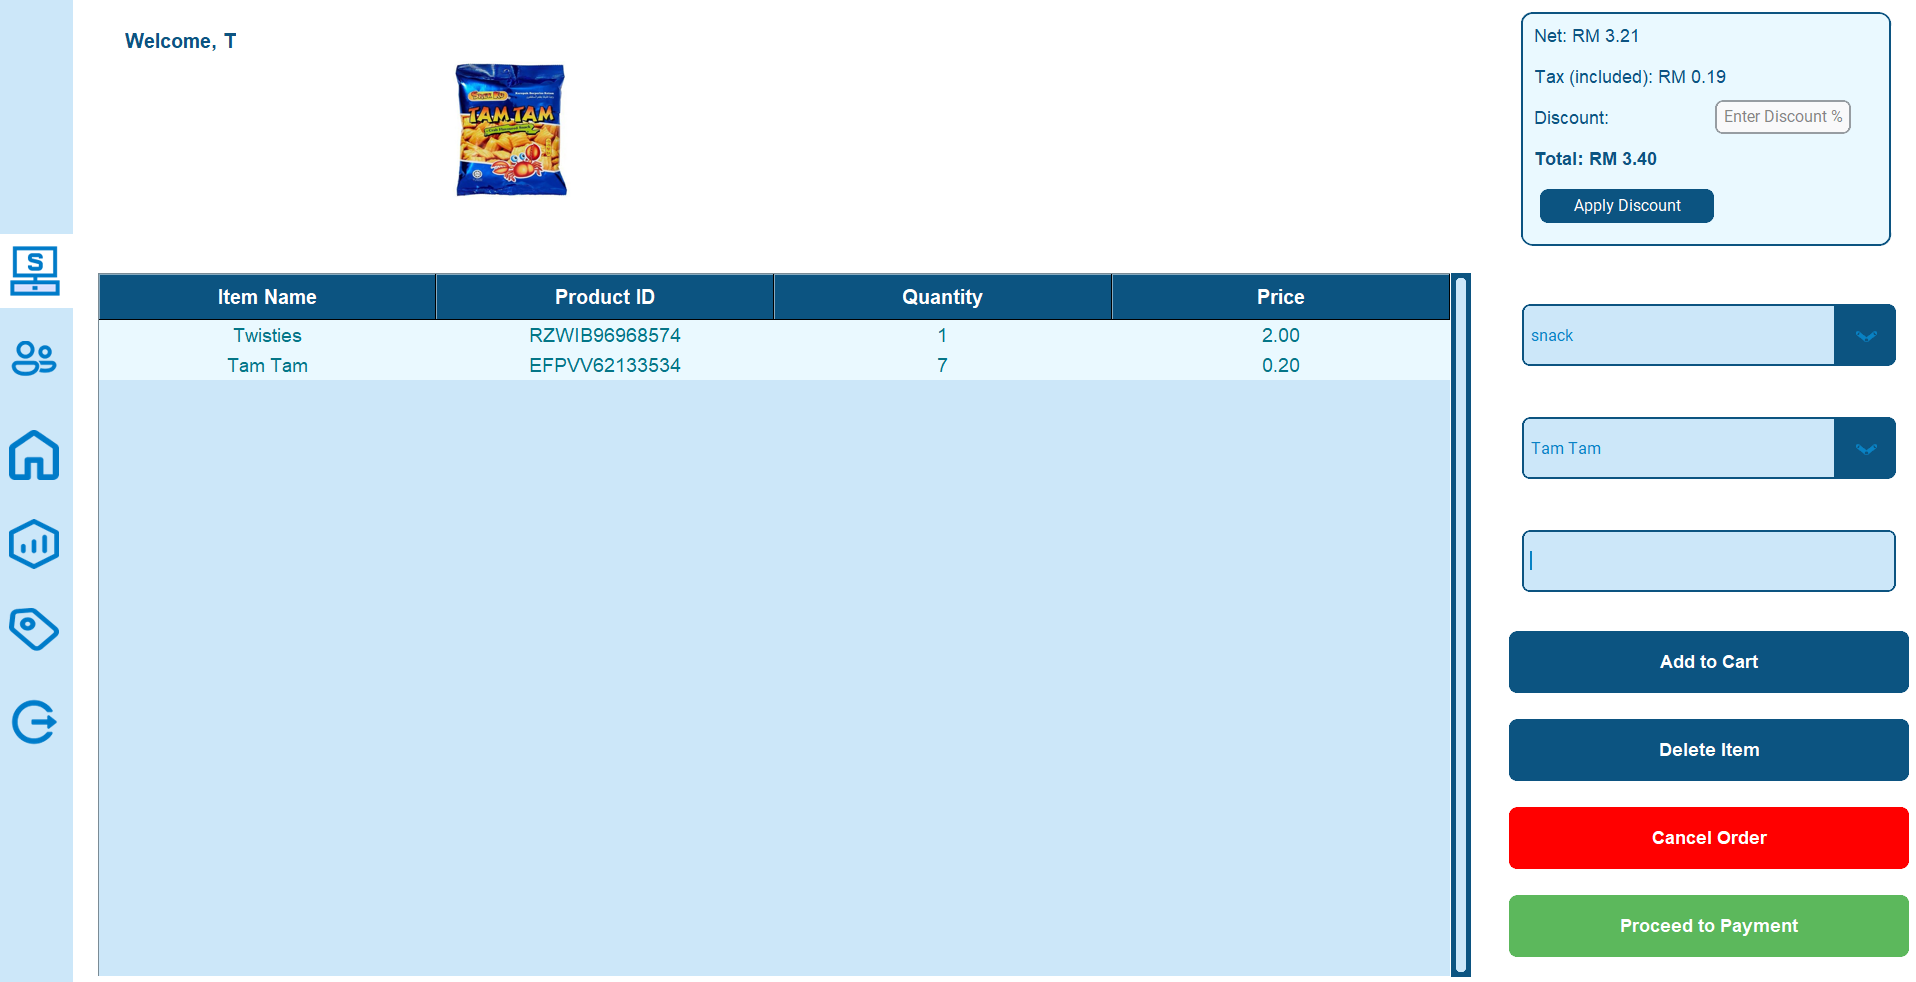 Welcome, T
TAM TAM
Net: RM 3.21
Tax (included): RM 0.19
Discount: Enter Discount %
Total: RM 3.40
Apply Discount
Item Name Product ID Quantity Price
Twisties RZWIB96968574 1 2.00
Tam Tam EFPVV62133534 7 0.20
S
snack
Tam Tam
Add to Cart
Delete Item
Cancel Order
Proceed to Payment